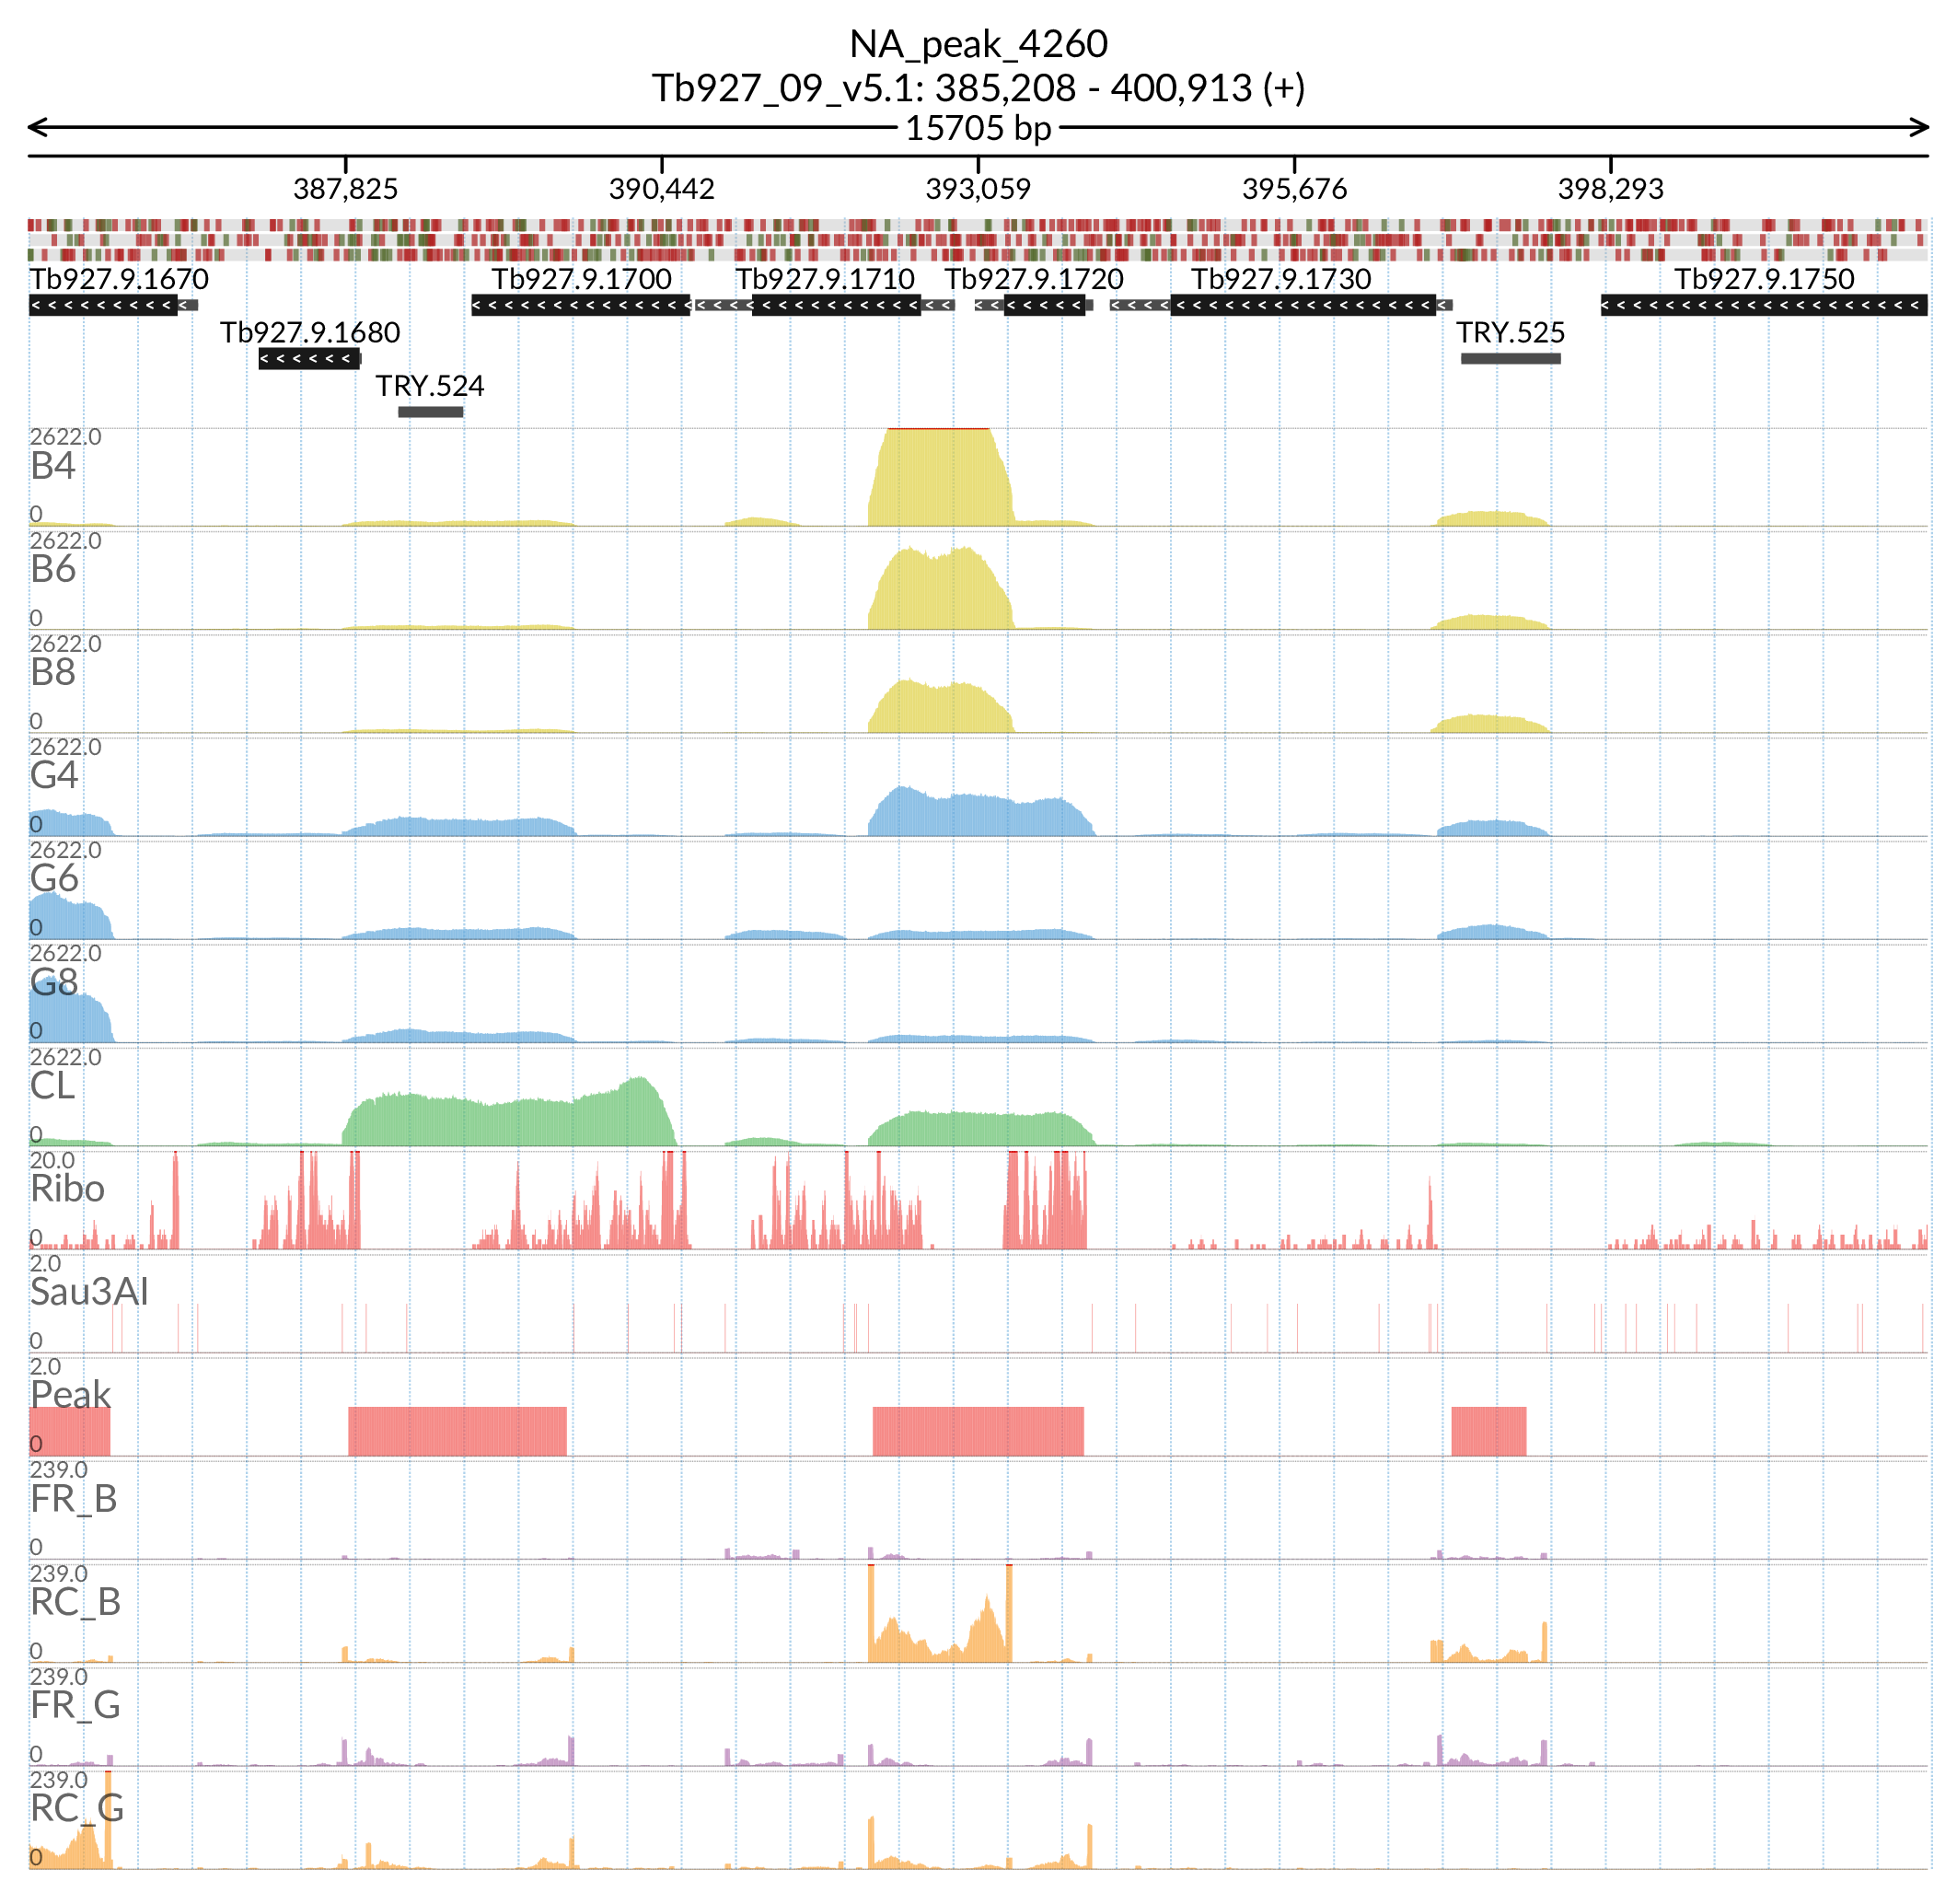 NA_peak_4260
Tb927_09_v5.1: 385,208 - 400,913 (+)
15705 bp
387,825 390,442 393,059 395,676 398,293
Tb927.9.1670 Tb927.9.1700 Tb927.9.1710 Tb927.9.1720 Tb927.9.1730 Tb927.9.1750
Tb927.9.1680 TRY.525
TRY.524
2622.0
B4
0
2622.0
B6
0
2622.0
B8
0
2622.0
G4
0
2622.0
G6
0
2622.0
G8
0
2622.0
CL
0
20.0
Ribo
0
2.0
Sau3AI
0
2.0
Peak
0
239.0
FR_B
0
239.0
RC_B
0
239.0
FR_G
0
239.0
RC_G
0